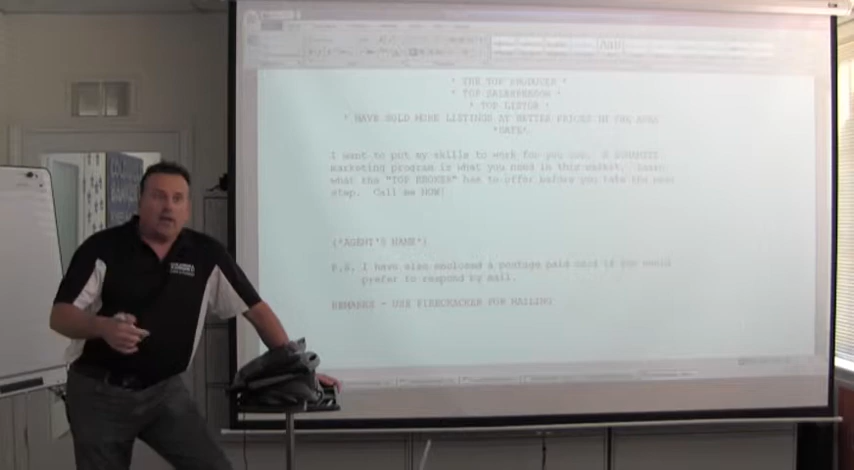 * THE TOP PRODUCER *
* TOP SALESPERSON *
* TOP LISTOR *
* HAVE SOLD MORE LISTINGS AT BETTER PRICES IN THE AREA
*DATE*
I want to put my skills to work for you now. A
marketing program is what you need in this market. Learn
what the "TOP BROKER" has to offer before you take the next
step. Call me NOW!
(*AGENT'S NAME*)
P.S. I have also enclosed a postage paid card if you would
prefer to respond by mail.
REMARKS - USE FIRECRACKER FOR MAILING